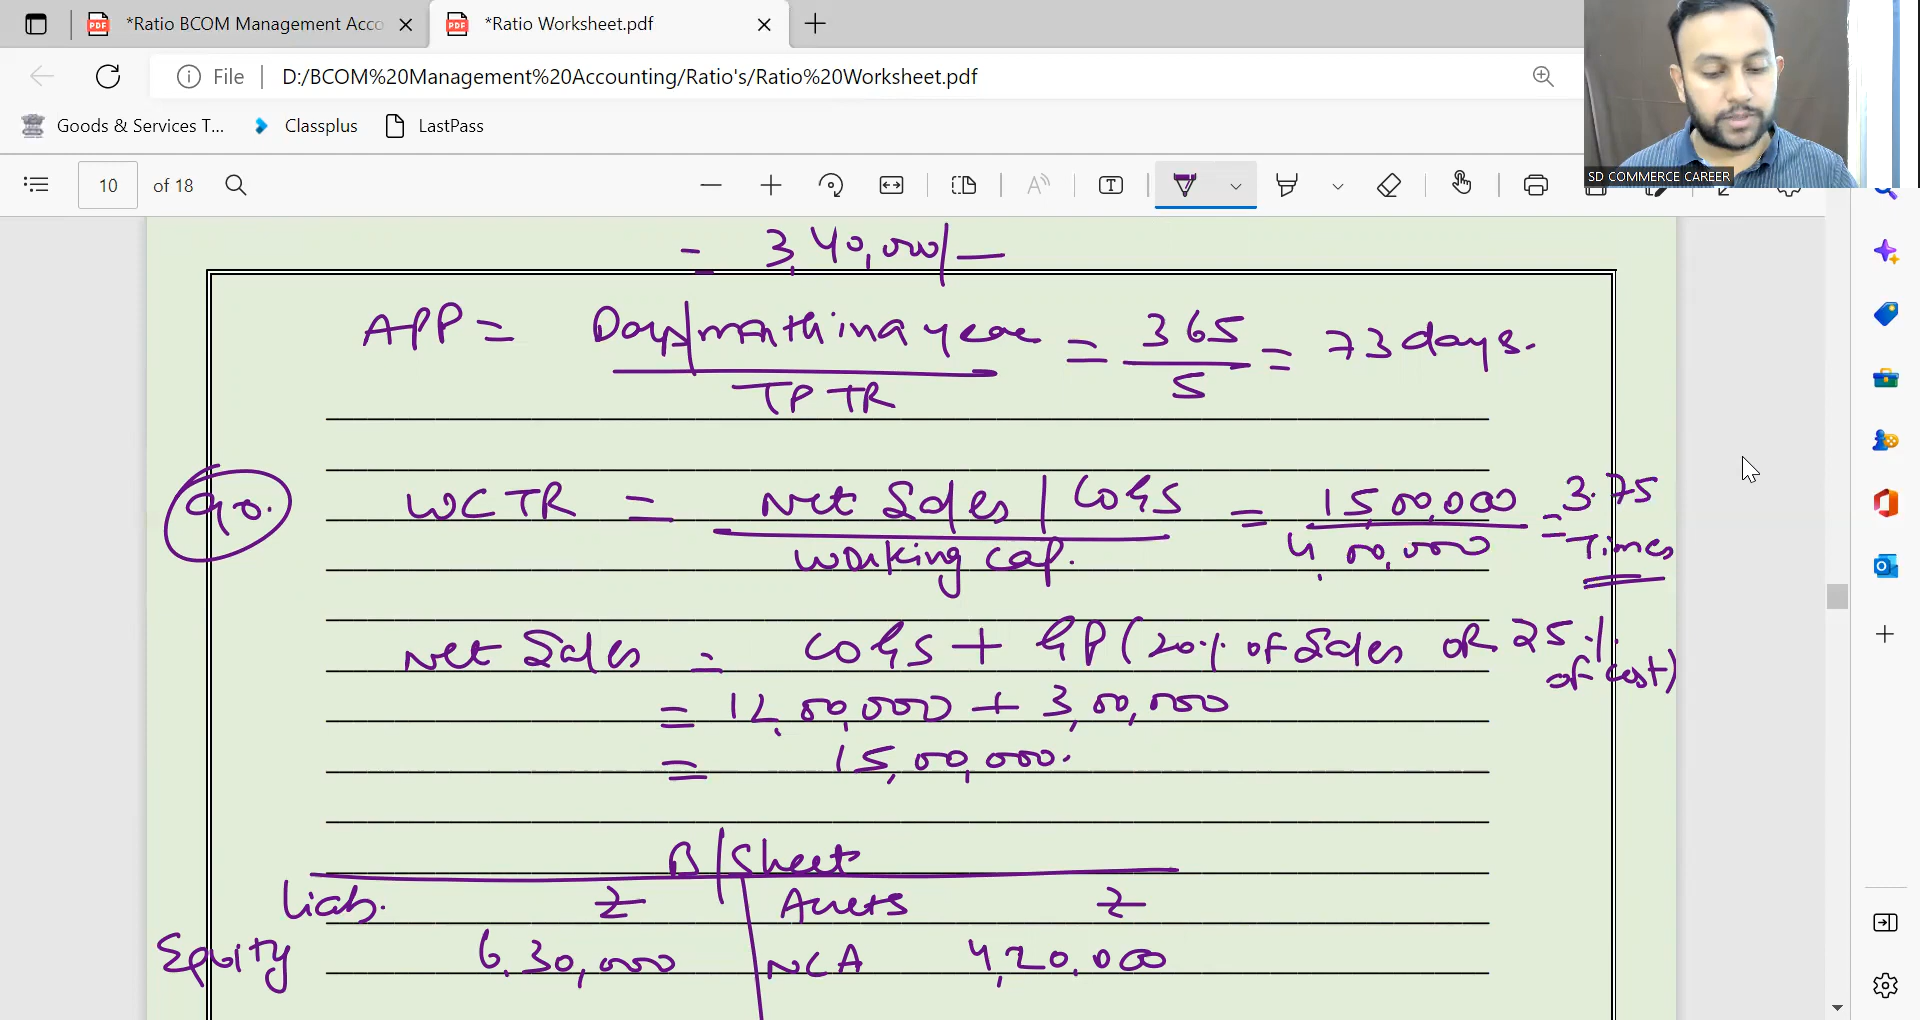 *Ratio BCOM Management Acco
*Ratio Worksheet.pdf
File
D:/BCOM%20Management%20Accounting/Ratio's/Ratio%20Worksheet.pdf
Goods & Services T...
Classplus
LastPass
10 of 18
SD COMMERCE CAREER
= 3,40,000/-
APP = Days/month in a year / TPTR = 365 / 5 = 73 days.
90.
WCTR = Net Sales / COGS / Working cap. = 15,00,000 / 4,00,000 = 3.75 Times
Net Sales = COGS + GP (20% of Sales or 25% of cost)
= 12,00,000 + 3,00,000
= 15,00,000.
B/Sheet
Liab. ₹ Assets ₹
Equity 6,30,000 NCA 4,20,000